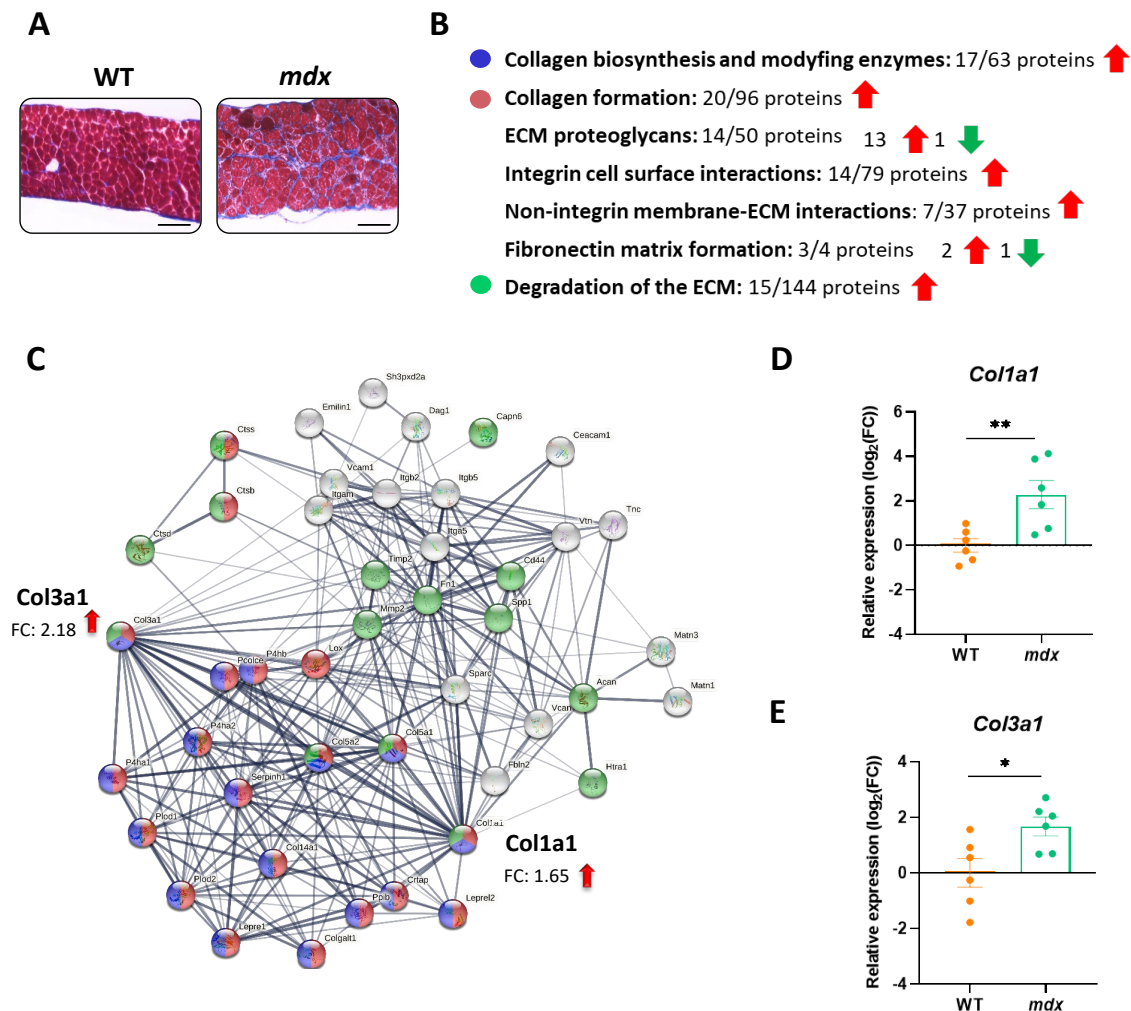 A
WT
mdx
B
Collagen biosynthesis and modyfing enzymes: 17/63 proteins
Collagen formation: 20/96 proteins
ECM proteoglycans: 14/50 proteins 13 1
Integrin cell surface interactions: 14/79 proteins
Non-integrin membrane-ECM interactions: 7/37 proteins
Fibronectin matrix formation: 3/4 proteins 2 1
Degradation of the ECM: 15/144 proteins
C
Sh3pxd2a
Emilin1
Dag1
Capn6
Ctss
Ceacam1
Vcam1
Itgb2
Itgb5
Ctsb
Itgam
Tnc
Vtn
Ctsd
Itga5
Timp2
Cd44
Fn1
Spp1
Mmp2
Col3a1
FC: 2.18
Col3a1
P4hb
Lox
Pcolce
Matn3
Sparc
Acan
Matn1
Vcan
P4ha2
Col5a2
Col5a1
P4ha1
Serpinh1
Fbln2
Htra1
Plod1
Col1a1
Col1a1
FC: 1.65
Col14a1
Plod2
Crtap
Ppib
Leprel2
Lepre1
Colgalt1
D
Col1a1
Relative expression (log₂(FC))
6
4
2
0
-2
-4
**
WT
mdx
E
Col3a1
Relative expression (log₂(FC))
4
2
0
-2
-4
*
WT
mdx